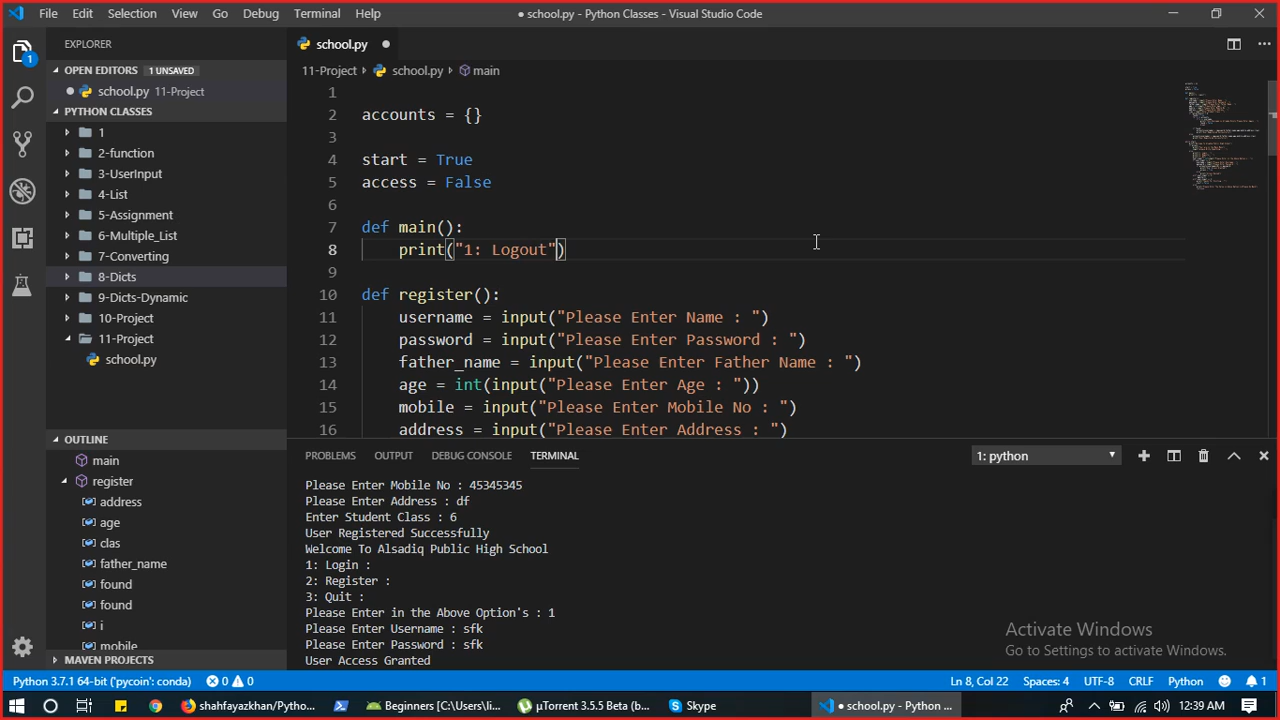 File Edit Selection View Go Debug Terminal Help
● school.py - Python Classes - Visual Studio Code
EXPLORER
OPEN EDITORS 1 UNSAVED
school.py 11-Project
PYTHON CLASSES
1
2-function
3-UserInput
4-List
5-Assignment
6-Multiple_List
7-Converting
8-Dicts
9-Dicts-Dynamic
10-Project
11-Project
school.py
OUTLINE
main
register
address
age
clas
father_name
found
found
i
mobile
MAVEN PROJECTS
school.py
11-Project school.py main
1
2 accounts = {}
3
4 start = True
5 access = False
6
7 def main():
8 print("1: Logout")
9
10 def register():
11 username = input("Please Enter Name : ")
12 password = input("Please Enter Password : ")
13 father_name = input("Please Enter Father Name : ")
14 age = int(input("Please Enter Age : "))
15 mobile = input("Please Enter Mobile No : ")
16 address = input("Please Enter Address : ")
PROBLEMS OUTPUT DEBUG CONSOLE TERMINAL 1: python
Please Enter Mobile No : 45345345
Please Enter Address : df
Enter Student Class : 6
User Registered Successfully
Welcome To Alsadiq Public High School
1: Login :
2: Register :
3: Quit :
Please Enter in the Above Option's : 1
Please Enter Username : sfk
Please Enter Password : sfk
User Access Granted
Activate Windows
Go to Settings to activate Windows.
Python 3.7.1 64-bit ('pycoin': conda) 0 0 Ln 8, Col 22 Spaces: 4 UTF-8 CRLF Python 1
shahfayazkhan/Pytho... Beginners [C:\Users\li... µTorrent 3.5.5 Beta (b... Skype ● school.py - Python ... 12:39 AM